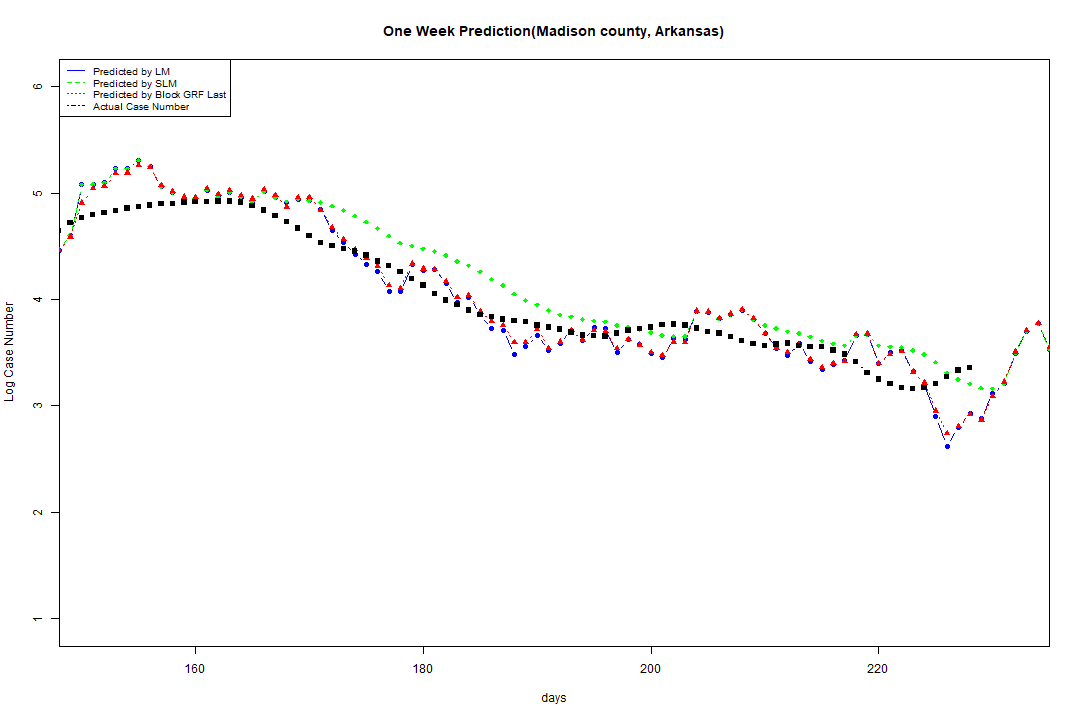 One Week Prediction(Madison county, Arkansas)
Predicted by LM
Predicted by SLM
Predicted by Block GRF Last
Actual Case Number
6
5
4
3
2
1
Log Case Number
160 180 200 220
days